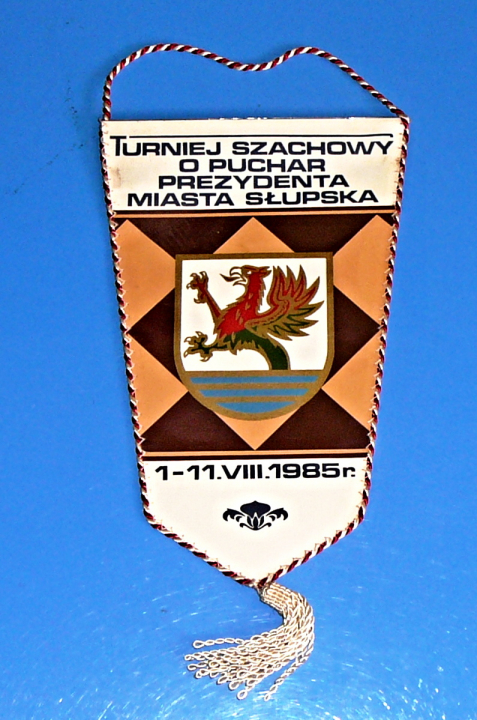 TURNIEJ SZACHOWY
O PUCHAR
PREZYDENTA
MIASTA SŁUPSKA
1-11.VIII.1985r.